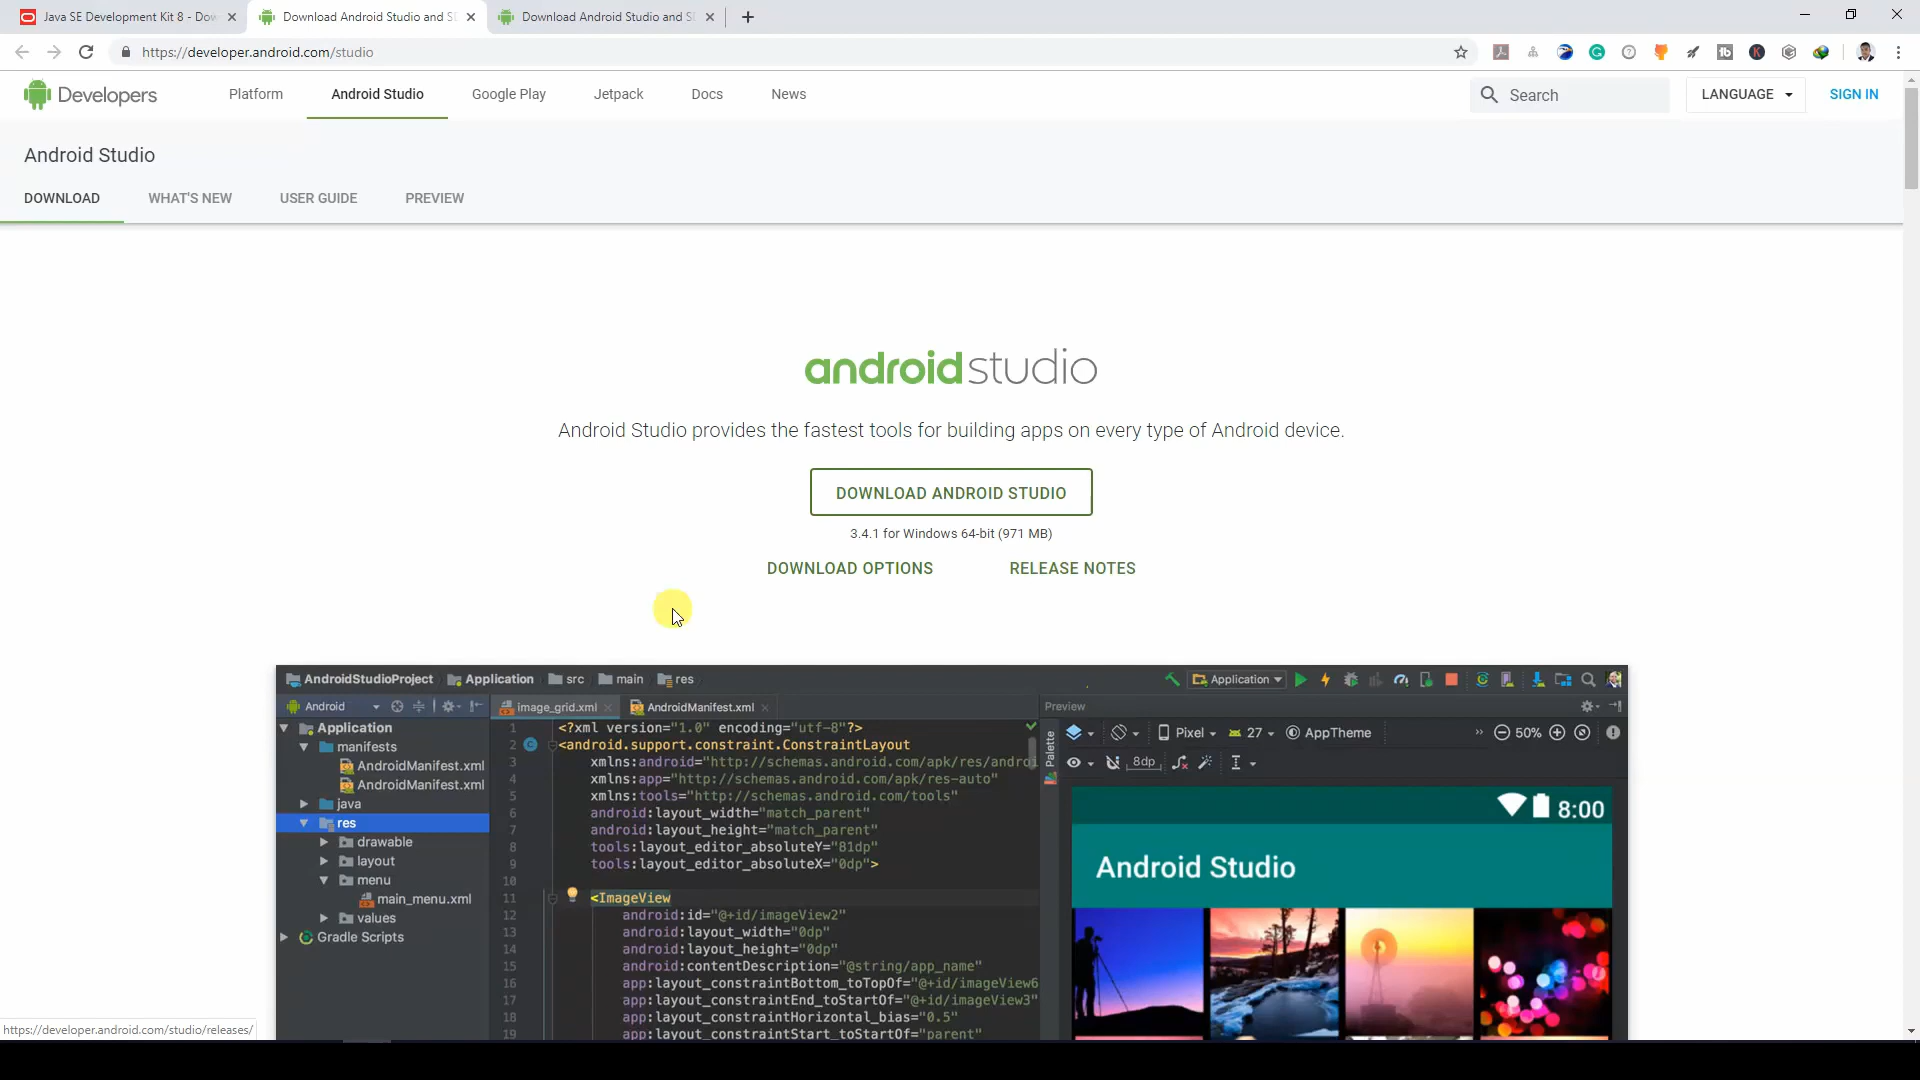 Java SE Development Kit 8 - Dow
Download Android Studio and S
Download Android Studio and S
https://developer.android.com/studio
Developers
Platform
Android Studio
Google Play
Jetpack
Docs
News
Search
LANGUAGE
SIGN IN
Android Studio
DOWNLOAD
WHAT'S NEW
USER GUIDE
PREVIEW
androidstudio
Android Studio provides the fastest tools for building apps on every type of Android device.
DOWNLOAD ANDROID STUDIO
3.4.1 for Windows 64-bit (971 MB)
DOWNLOAD OPTIONS
RELEASE NOTES
AndroidStudioProject
Application
src
main
res
Application
Android
image_grid.xml
AndroidManifest.xml
Preview
Application
manifests
AndroidManifest.xml
AndroidManifest.xml
java
res
drawable
layout
menu
main_menu.xml
values
Gradle Scripts
1 <?xml version="1.0" encoding="utf-8"?>
2 <android.support.constraint.ConstraintLayout
3 xmlns:android="http://schemas.android.com/apk/res/androi
4 xmlns:app="http://schemas.android.com/apk/res-auto"
5 xmlns:tools="http://schemas.android.com/tools"
6 android:layout_width="match_parent"
7 android:layout_height="match_parent"
8 tools:layout_editor_absoluteY="81dp"
9 tools:layout_editor_absoluteX="0dp">
10
11 <ImageView
12 android:id="@+id/imageView2"
13 android:layout_width="0dp"
14 android:layout_height="0dp"
15 android:contentDescription="@string/app_name"
16 app:layout_constraintBottom_toTopOf="@+id/imageView6
17 app:layout_constraintEnd_toStartOf="@+id/imageView3"
18 app:layout_constraintHorizontal_bias="0.5"
19 app:layout_constraintStart_toStartOf="parent"
Palette
Pixel
27
AppTheme
50%
8dp
8:00
Android Studio
https://developer.android.com/studio/releases/